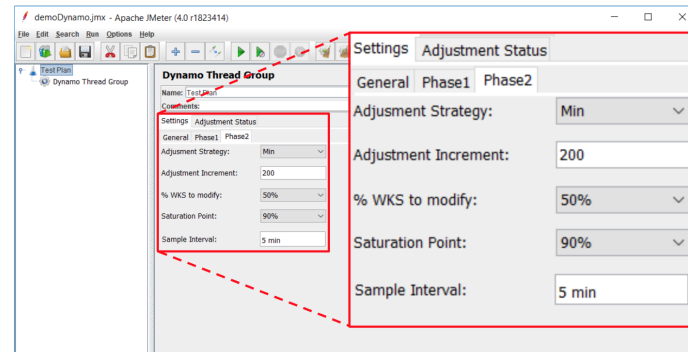 demoDynamo.jmx - Apache JMeter (4.0 r1823414)
File Edit Search Run Options Help
Test Plan
Dynamo Thread Group
Dynamo Thread Group
Name: Test Plan
Comments:
Settings Adjustment Status
General Phase1 Phase2
Adjusment Strategy: Min
Adjustment Increment: 200
% WKS to modify: 50%
Saturation Point: 90%
Sample Interval: 5 min
Settings Adjustment Status
General Phase1 Phase2
Adjusment Strategy: Min
Adjustment Increment: 200
% WKS to modify: 50%
Saturation Point: 90%
Sample Interval: 5 min